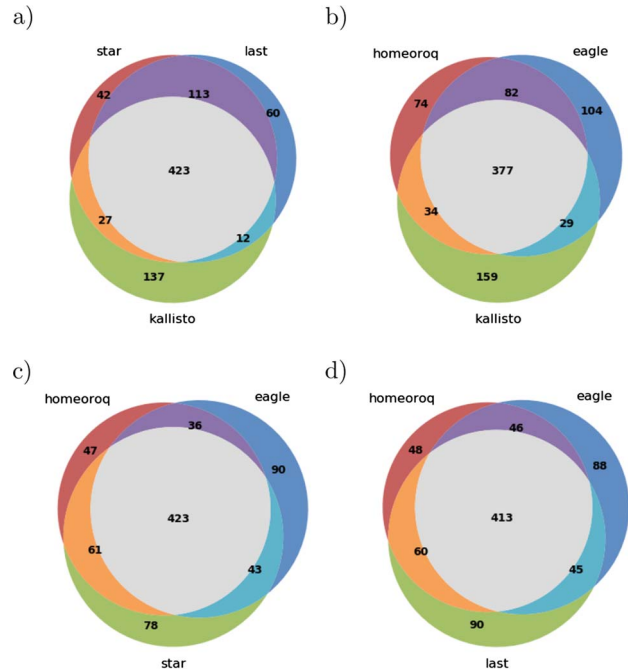 a)
b)
star
last
homeoroq
eagle
42
113
60
74
82
104
423
377
27
12
34
29
137
159
kallisto
kallisto
c)
d)
homeoroq
eagle
homeoroq
eagle
47
36
90
48
46
88
423
413
61
43
60
45
78
90
star
last